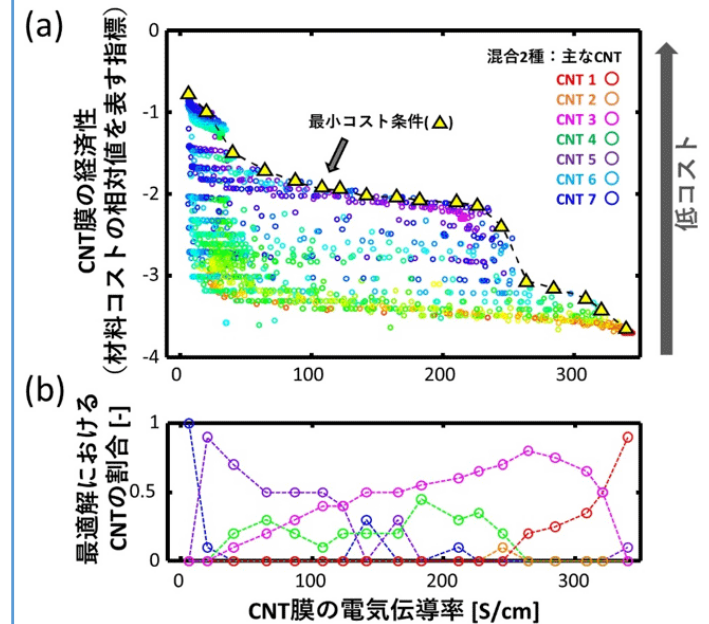 (a)
CNT膜の経済性
(材料コストの相対値を表す指標)
0
-1
-2
-3
-4
混合2種：主なCNT
CNT 1
CNT 2
CNT 3
CNT 4
CNT 5
CNT 6
CNT 7
最小コスト条件(△)
低コスト
0
100
200
300
(b)
最適解における
CNTの割合 [-]
1
0.5
0
0
100
200
300
CNT膜の電気伝導率 [S/cm]